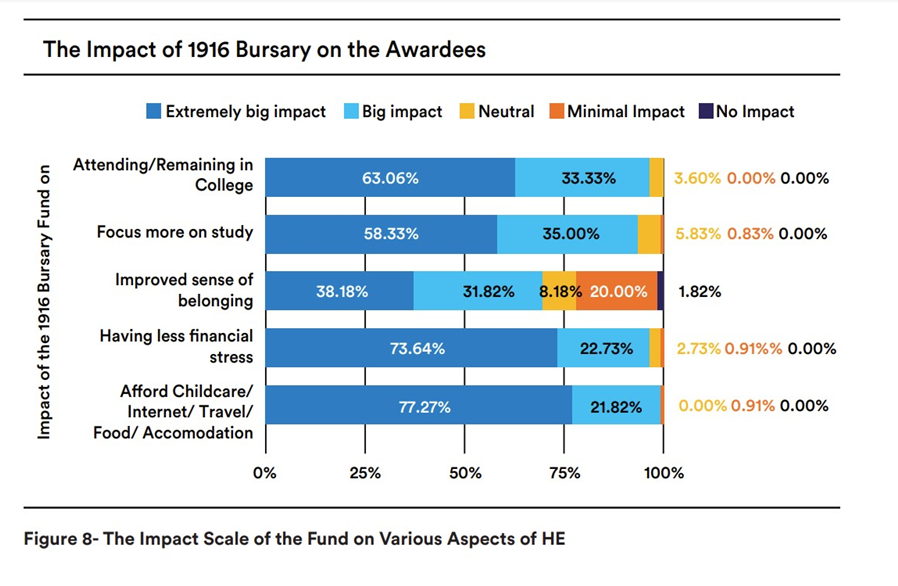 The Impact of 1916 Bursary on the Awardees
Extremely big impact Big impact Neutral Minimal Impact No Impact
Impact of the 1916 Bursary Fund on
Attending/Remaining in
College
63.06% 33.33% 3.60% 0.00% 0.00%
Focus more on study
58.33% 35.00% 5.83% 0.83% 0.00%
Improved sense of
belonging
38.18% 31.82% 8.18% 20.00% 1.82%
Having less financial
stress
73.64% 22.73% 2.73% 0.91%% 0.00%
Afford Childcare/
Internet/ Travel/
Food/ Accomodation
77.27% 21.82% 0.00% 0.91% 0.00%
0% 25% 50% 75% 100%
Figure 8- The Impact Scale of the Fund on Various Aspects of HE